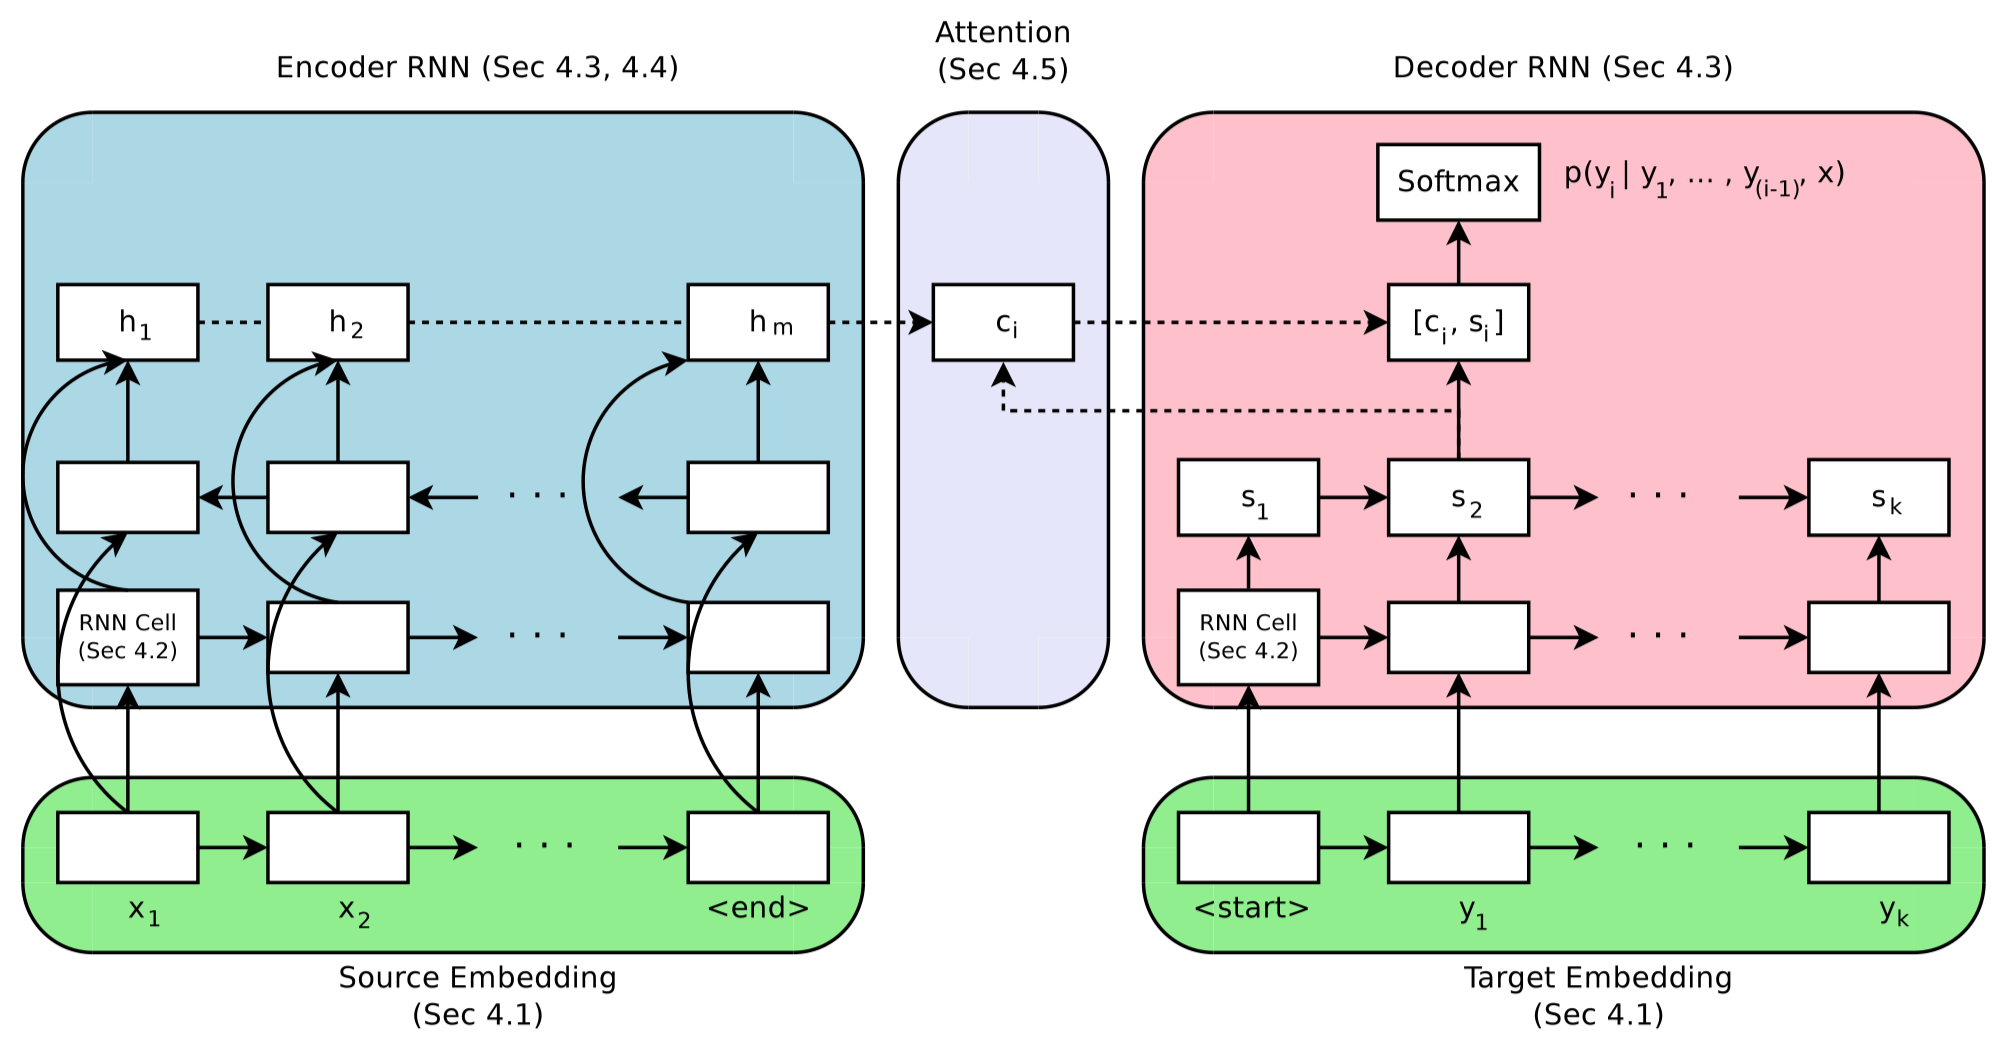 Encoder RNN (Sec 4.3, 4.4)
Attention
(Sec 4.5)
Decoder RNN (Sec 4.3)
Softmax
p(y_i | y_1, ... , y_(i-1), x)
h_1
h_2
h_m
c_i
[c_i, s_i]
. . .
s_1
s_2
. . .
s_k
RNN Cell
(Sec 4.2)
. . .
RNN Cell
(Sec 4.2)
. . .
. . .
. . .
x_1
x_2
<end>
<start>
y_1
y_k
Source Embedding
(Sec 4.1)
Target Embedding
(Sec 4.1)